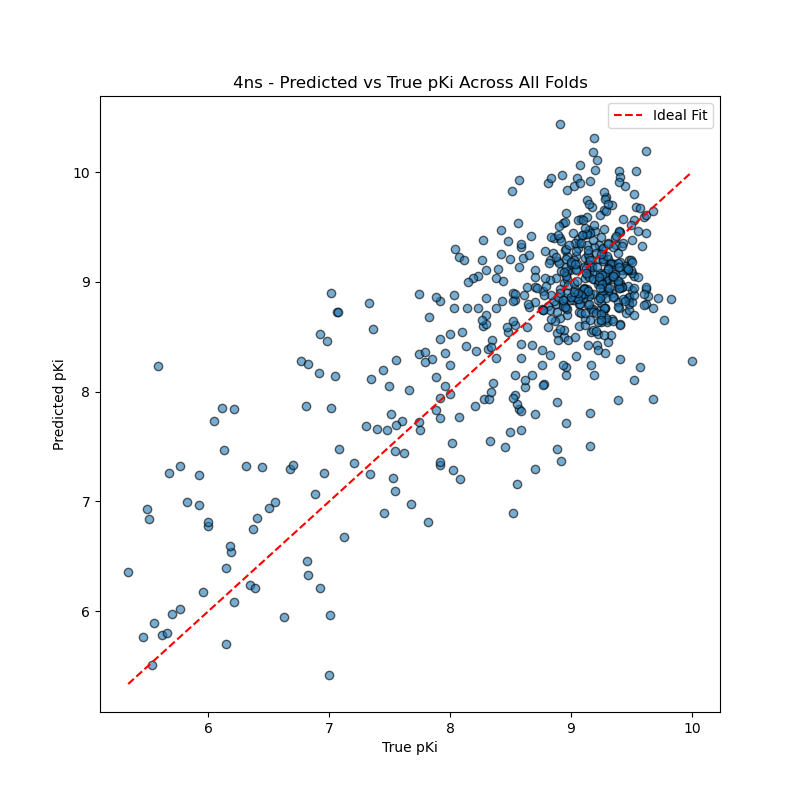 4ns - Predicted vs True pKi Across All Folds
Ideal Fit
10
9
8
7
6
Predicted pKi
6 7 8 9 10
True pKi